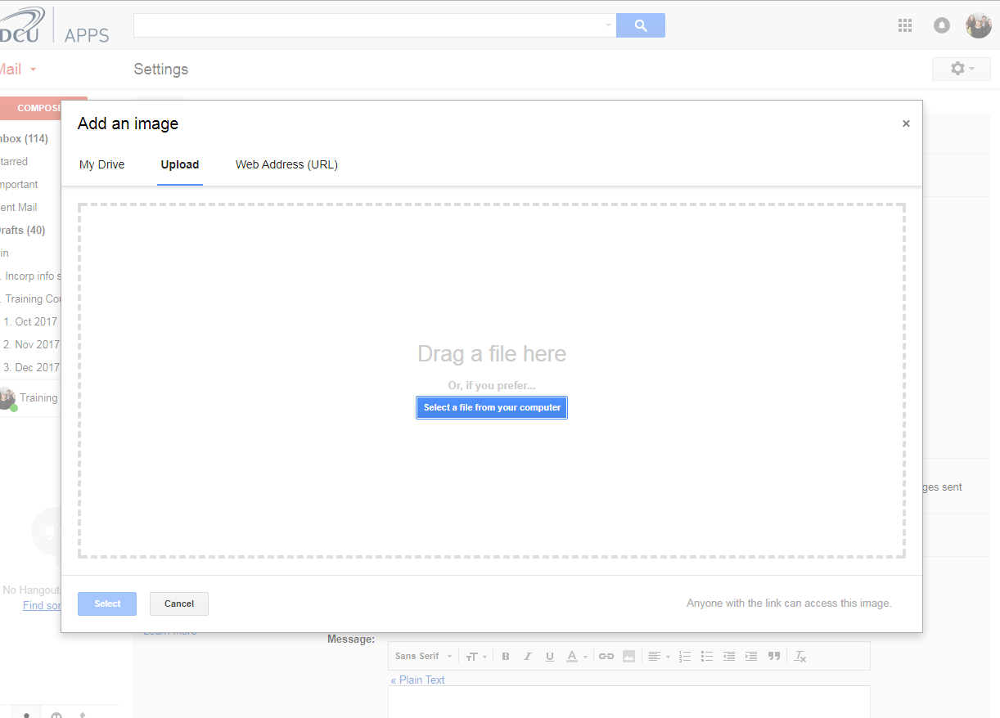 DCU APPS
Mail
Settings
COMPOSE
nbox (114)
tarred
mportant
ent Mail
rafts (40)
in
. Incorp info s
. Training Cou
1. Oct 2017
2. Nov 2017
3. Dec 2017
Training
No Hangouts
Find son
Add an image
×
My Drive
Upload
Web Address (URL)
Drag a file here
Or, if you prefer...
Select a file from your computer
Select
Cancel
Anyone with the link can access this image.
ges sent
Learn more
Message:
Sans Serif
« Plain Text